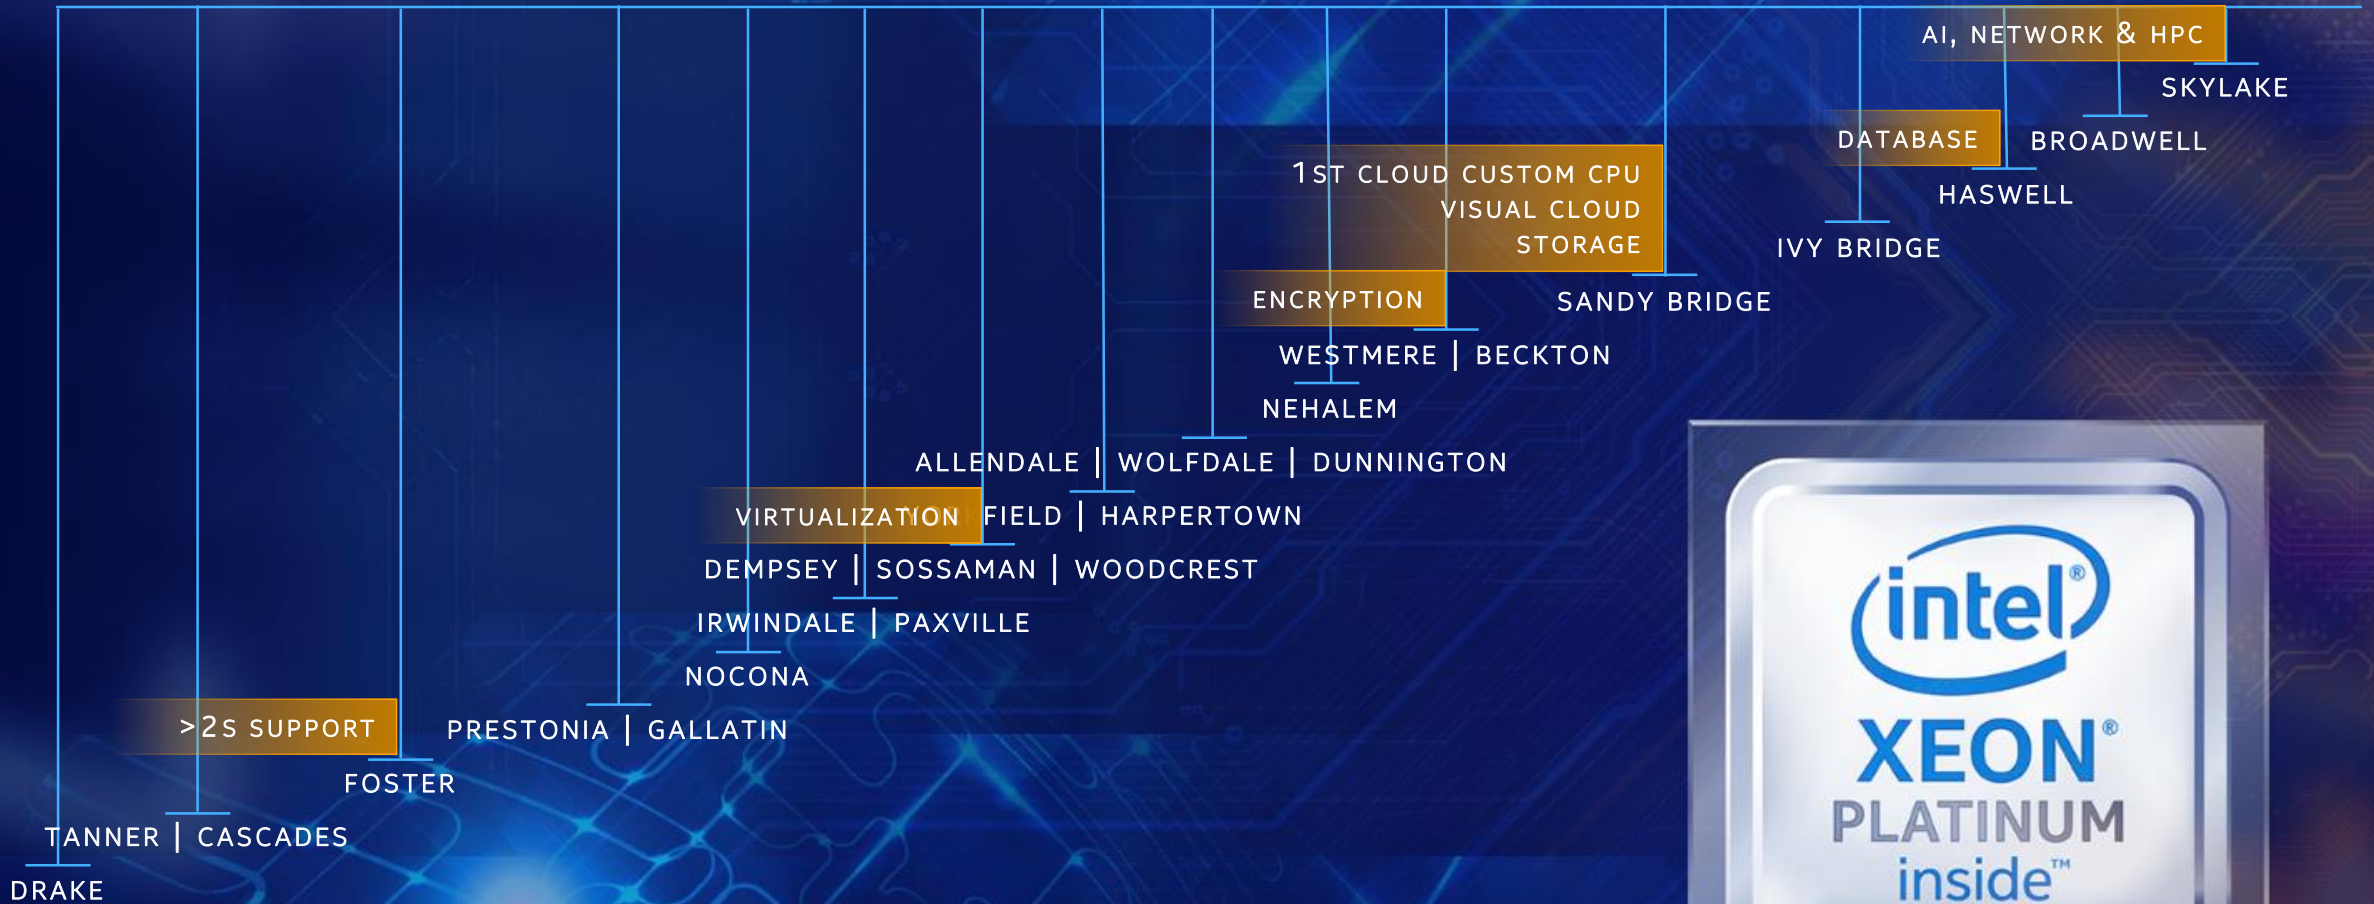 AI, NETWORK & HPC
SKYLAKE
DATABASE
BROADWELL
1ST CLOUD CUSTOM CPU
VISUAL CLOUD
STORAGE
HASWELL
IVY BRIDGE
ENCRYPTION
SANDY BRIDGE
WESTMERE | BECKTON
NEHALEM
ALLENDALE | WOLFDALE | DUNNINGTON
VIRTUALIZATION
FIELD | HARPERTOWN
DEMPSEY | SOSSAMAN | WOODCREST
IRWINDALE | PAXVILLE
NOCONA
>2S SUPPORT
PRESTONIA | GALLATIN
FOSTER
TANNER | CASCADES
DRAKE
intel®
XEON®
PLATINUM
inside™